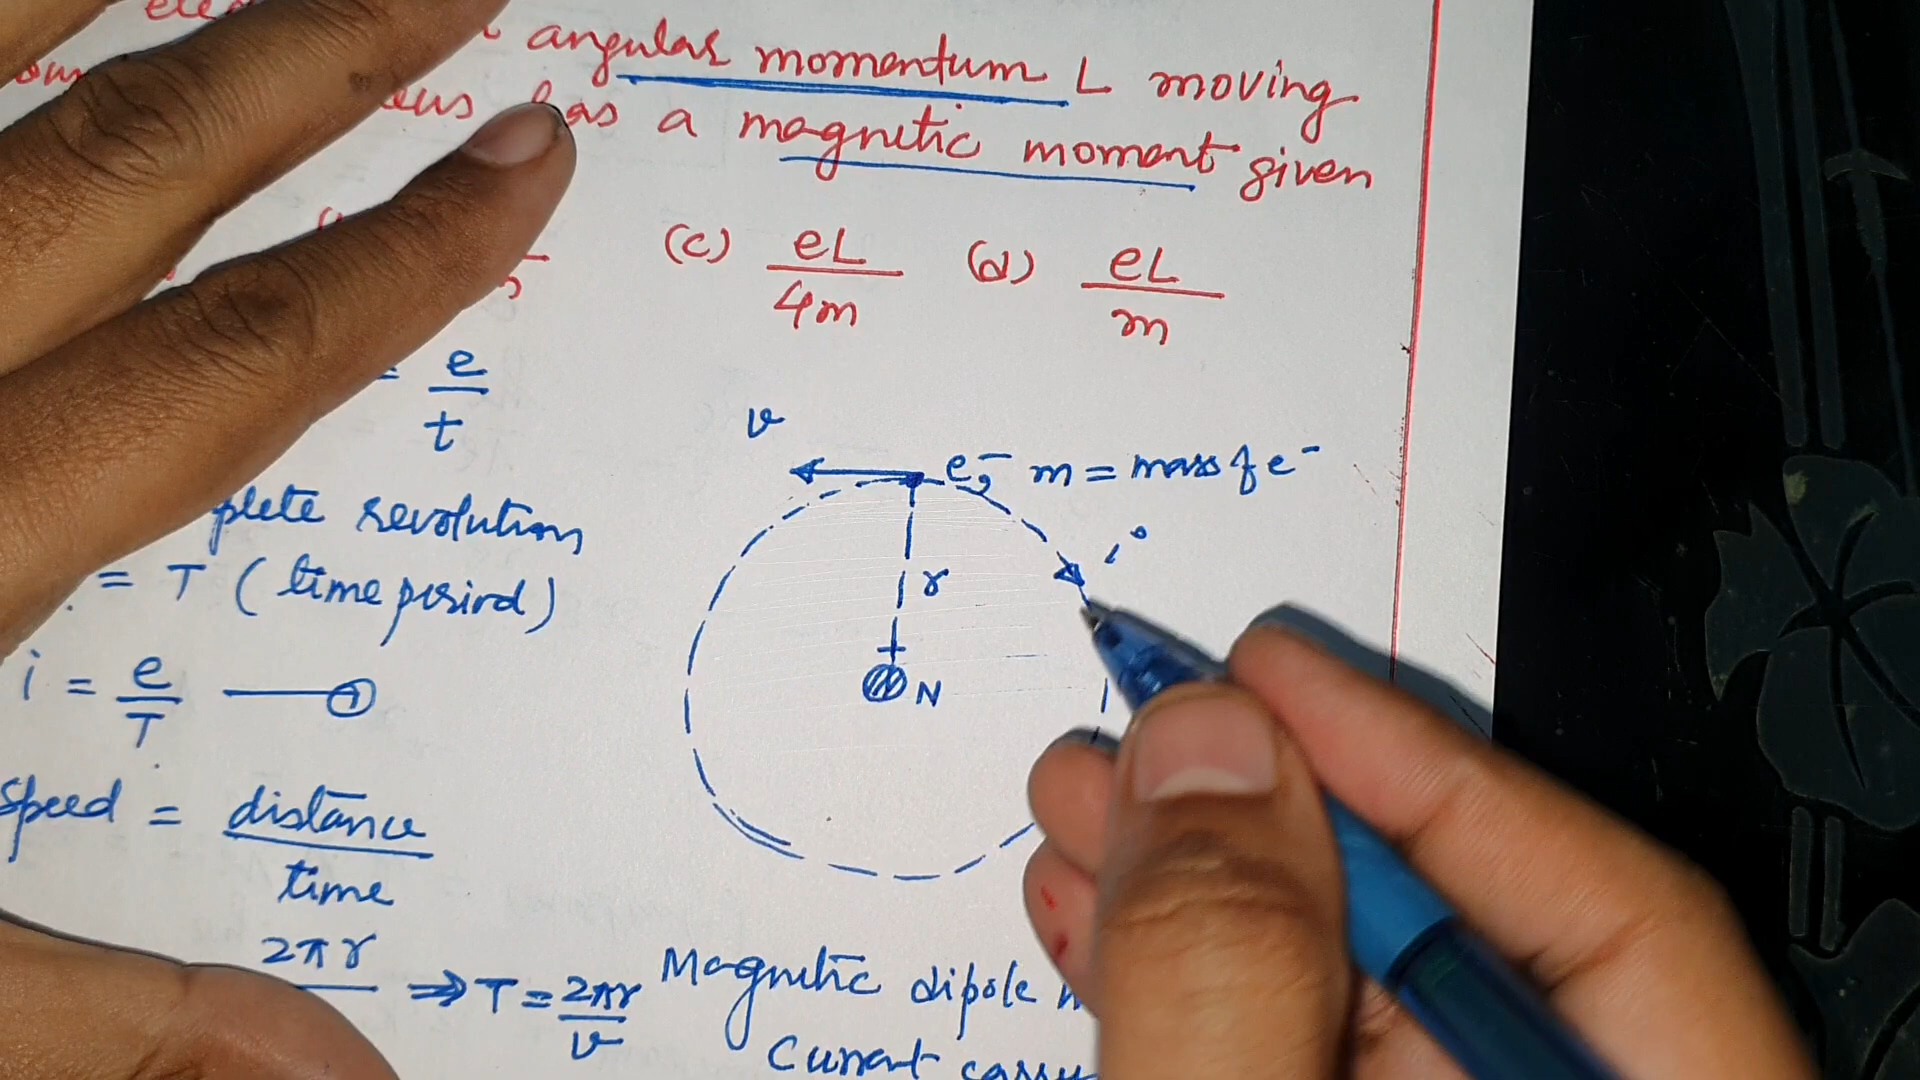 angular momentum L moving
has a magnetic moment given
(c) eL/4m (d) eL/m
= e/t
v
e⁻, m = mass of e⁻
i
plete revolution
= T (time period)
r
+
N
i = e/T —— ①
Speed = distance/time
2πr
⇒ T = 2πr/v
Magnetic dipole
Current